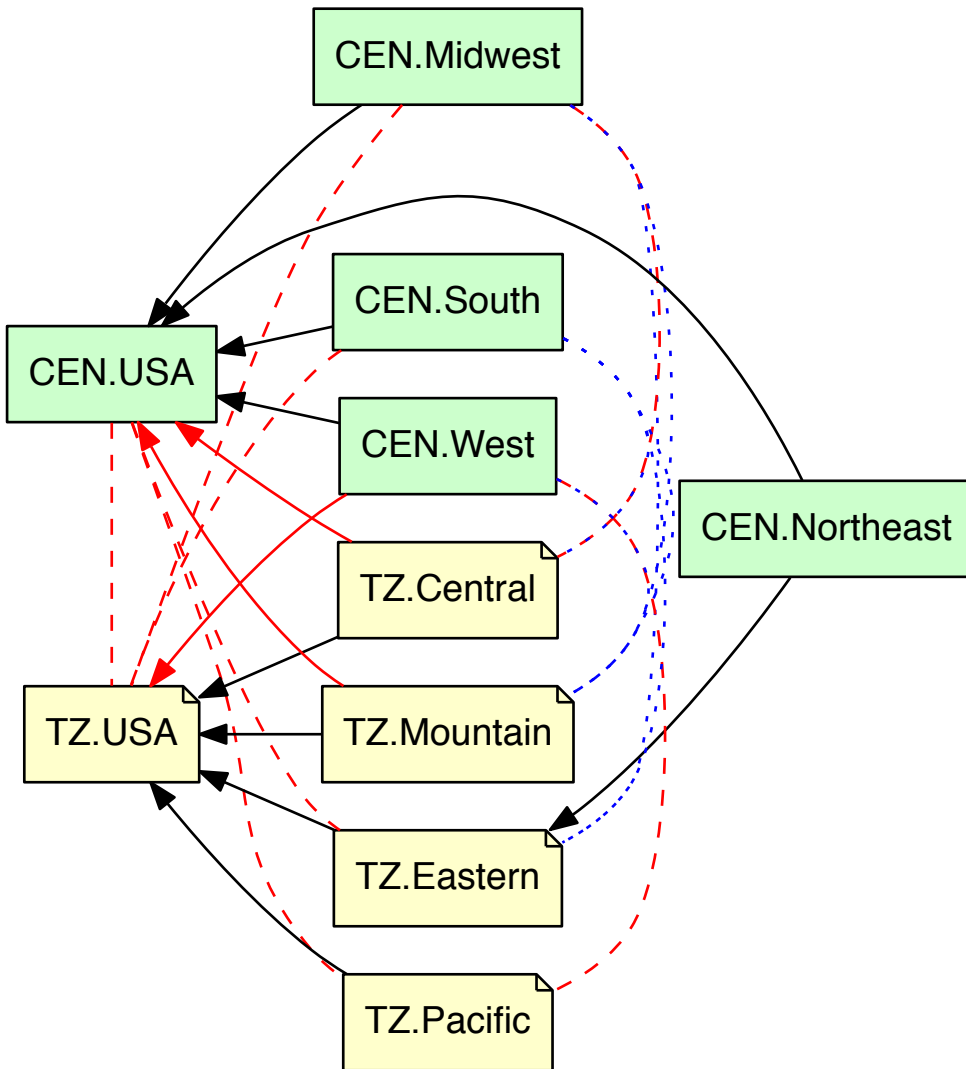 CEN.Midwest
CEN.South
CEN.USA
CEN.West
CEN.Northeast
TZ.Central
TZ.USA
TZ.Mountain
TZ.Eastern
TZ.Pacific